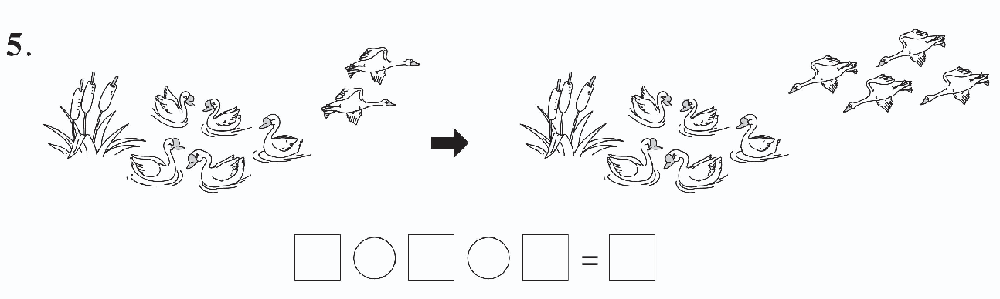 5.
=